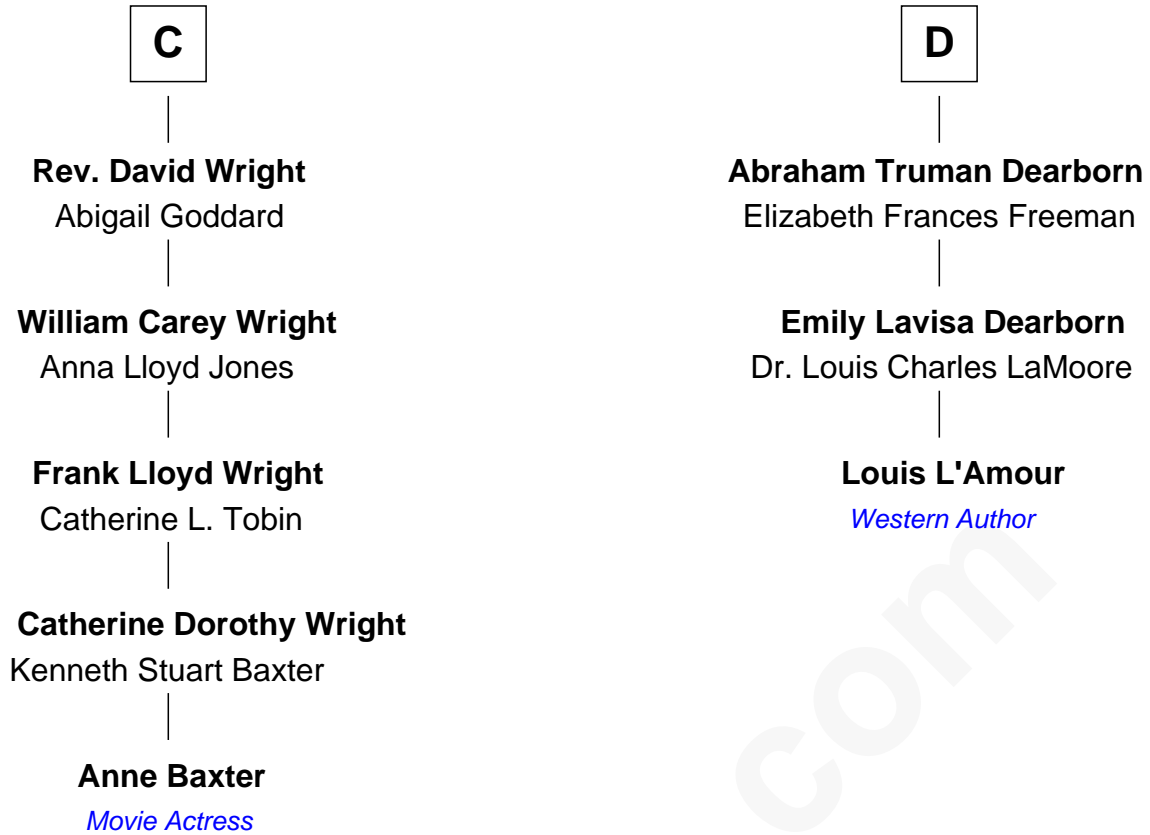 C
Rev. David Wright
Abigail Goddard
William Carey Wright
Anna Lloyd Jones
Frank Lloyd Wright
Catherine L. Tobin
Catherine Dorothy Wright
Kenneth Stuart Baxter
Anne Baxter
Movie Actress
D
Abraham Truman Dearborn
Elizabeth Frances Freeman
Emily Lavisa Dearborn
Dr. Louis Charles LaMoore
Louis L'Amour
Western Author
com